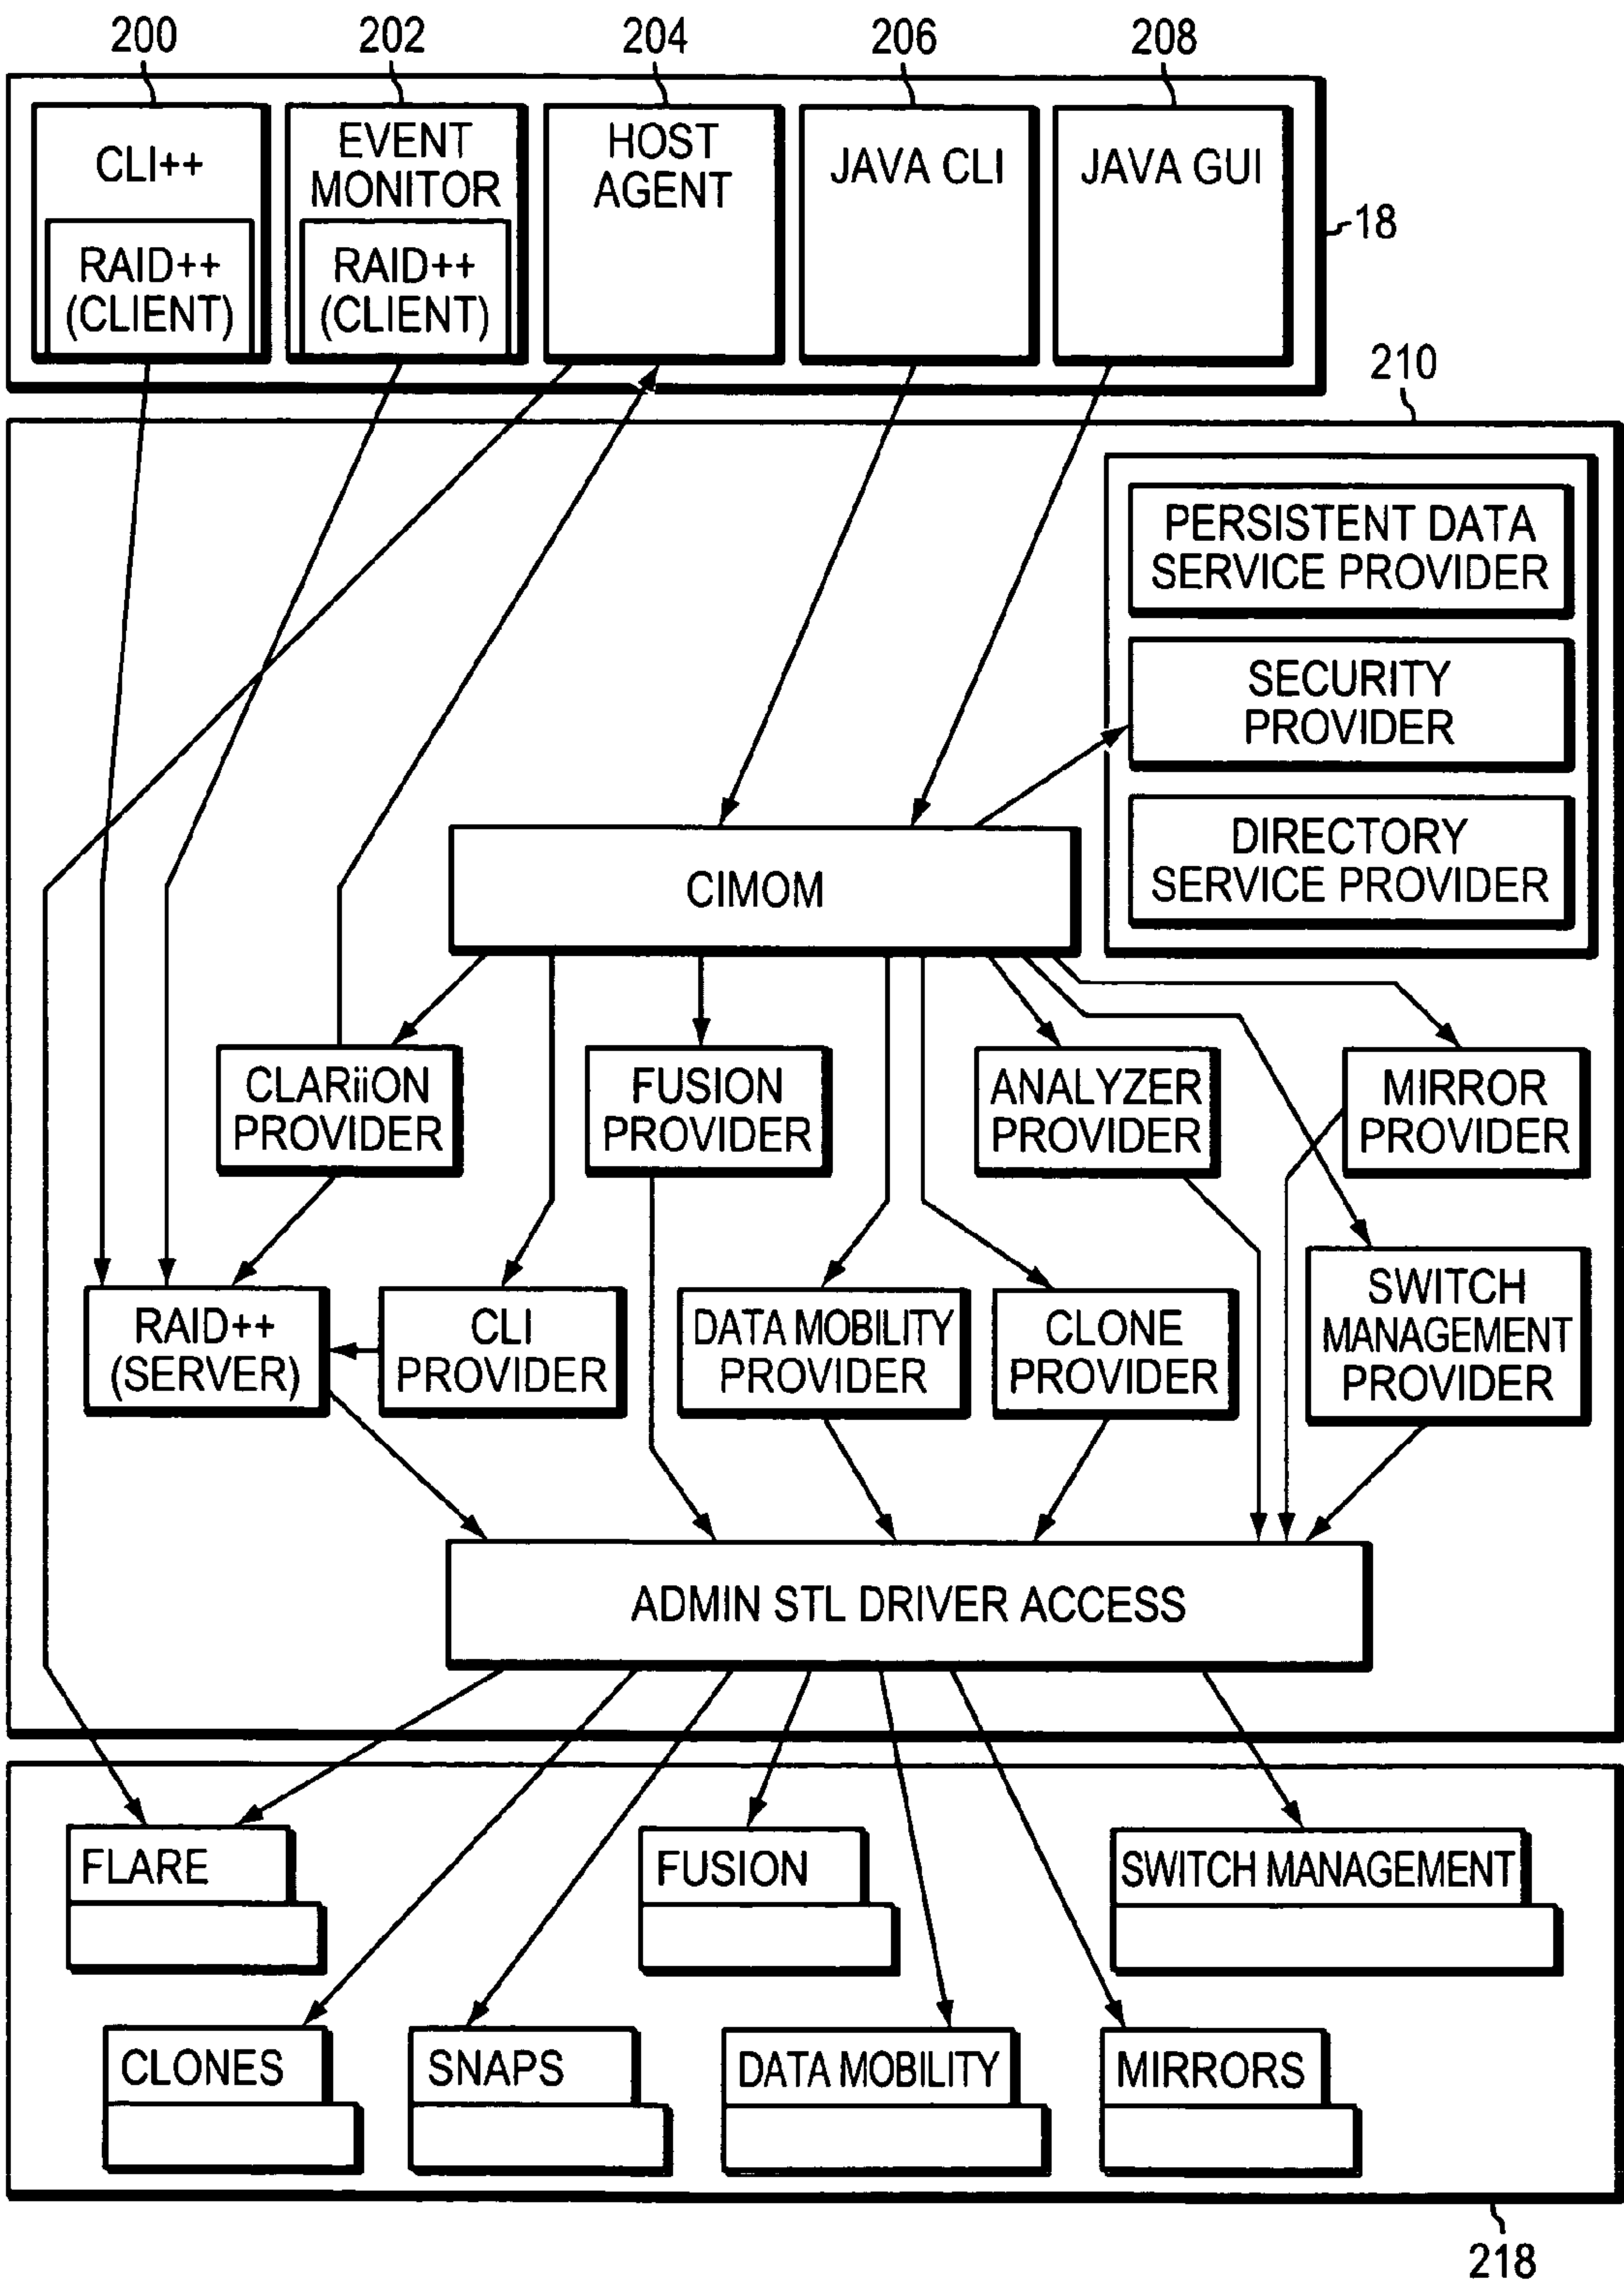 200
202
204
206
208
CLI++
RAID++
(CLIENT)
EVENT
MONITOR
RAID++
(CLIENT)
HOST
AGENT
JAVA CLI
JAVA GUI
18
210
PERSISTENT DATA
SERVICE PROVIDER
SECURITY
PROVIDER
DIRECTORY
SERVICE PROVIDER
CIMOM
CLARiiON
PROVIDER
FUSION
PROVIDER
ANALYZER
PROVIDER
MIRROR
PROVIDER
RAID++
(SERVER)
CLI
PROVIDER
DATA MOBILITY
PROVIDER
CLONE
PROVIDER
SWITCH
MANAGEMENT
PROVIDER
ADMIN STL DRIVER ACCESS
FLARE
FUSION
SWITCH MANAGEMENT
CLONES
SNAPS
DATA MOBILITY
MIRRORS
218